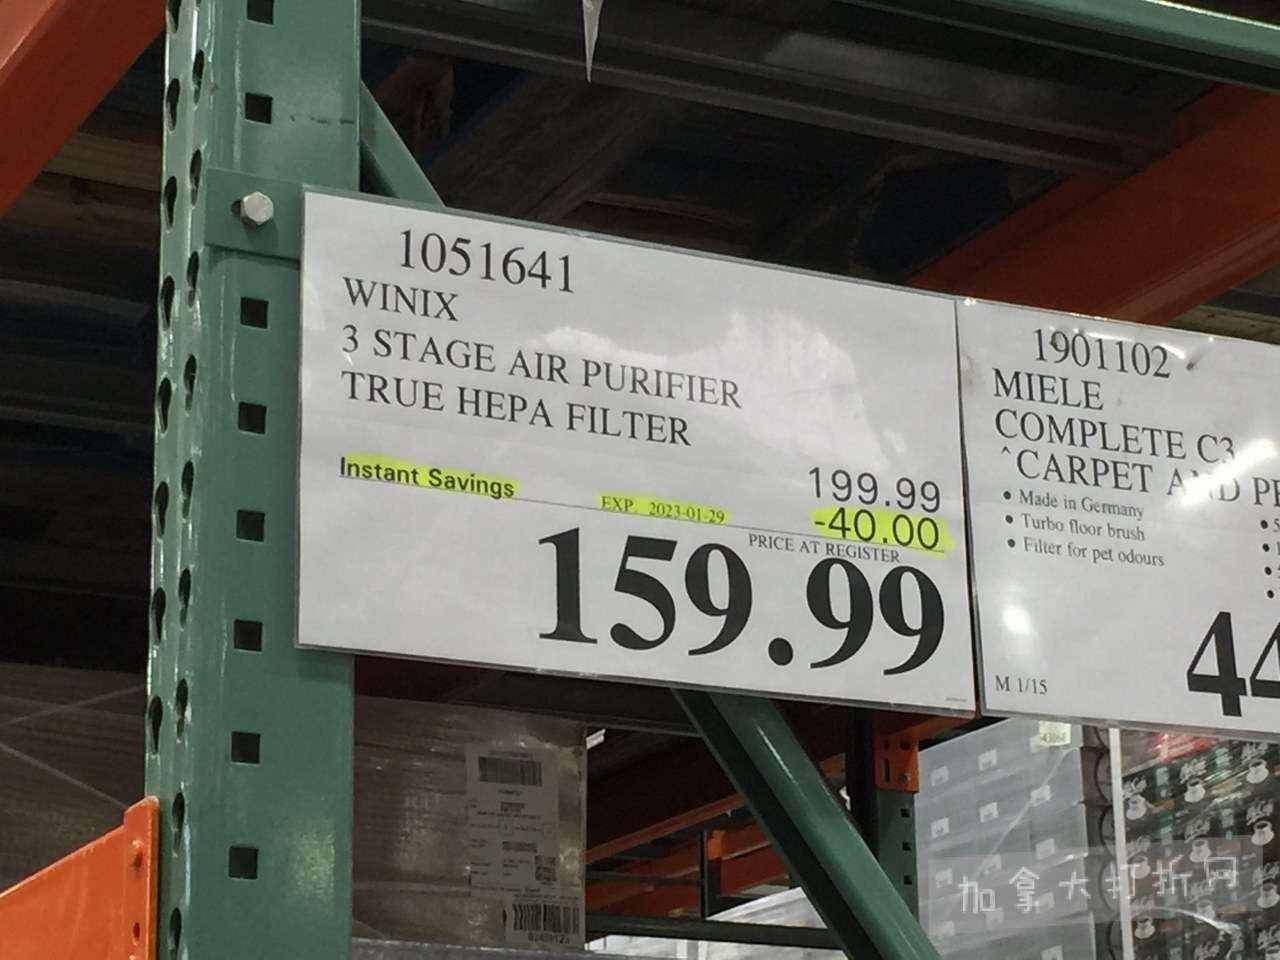 1051641
WINIX
3 STAGE AIR PURIFIER
TRUE HEPA FILTER
Instant Savings
199.99
EXP. 2023-01-29
-40.00
PRICE AT REGISTER
159.99
1901102
MIELE
COMPLETE C3
^CARPET AND
• Made in Germany
• Turbo floor brush
• Filter for pet odours
M 1/15
44
加拿大打折网